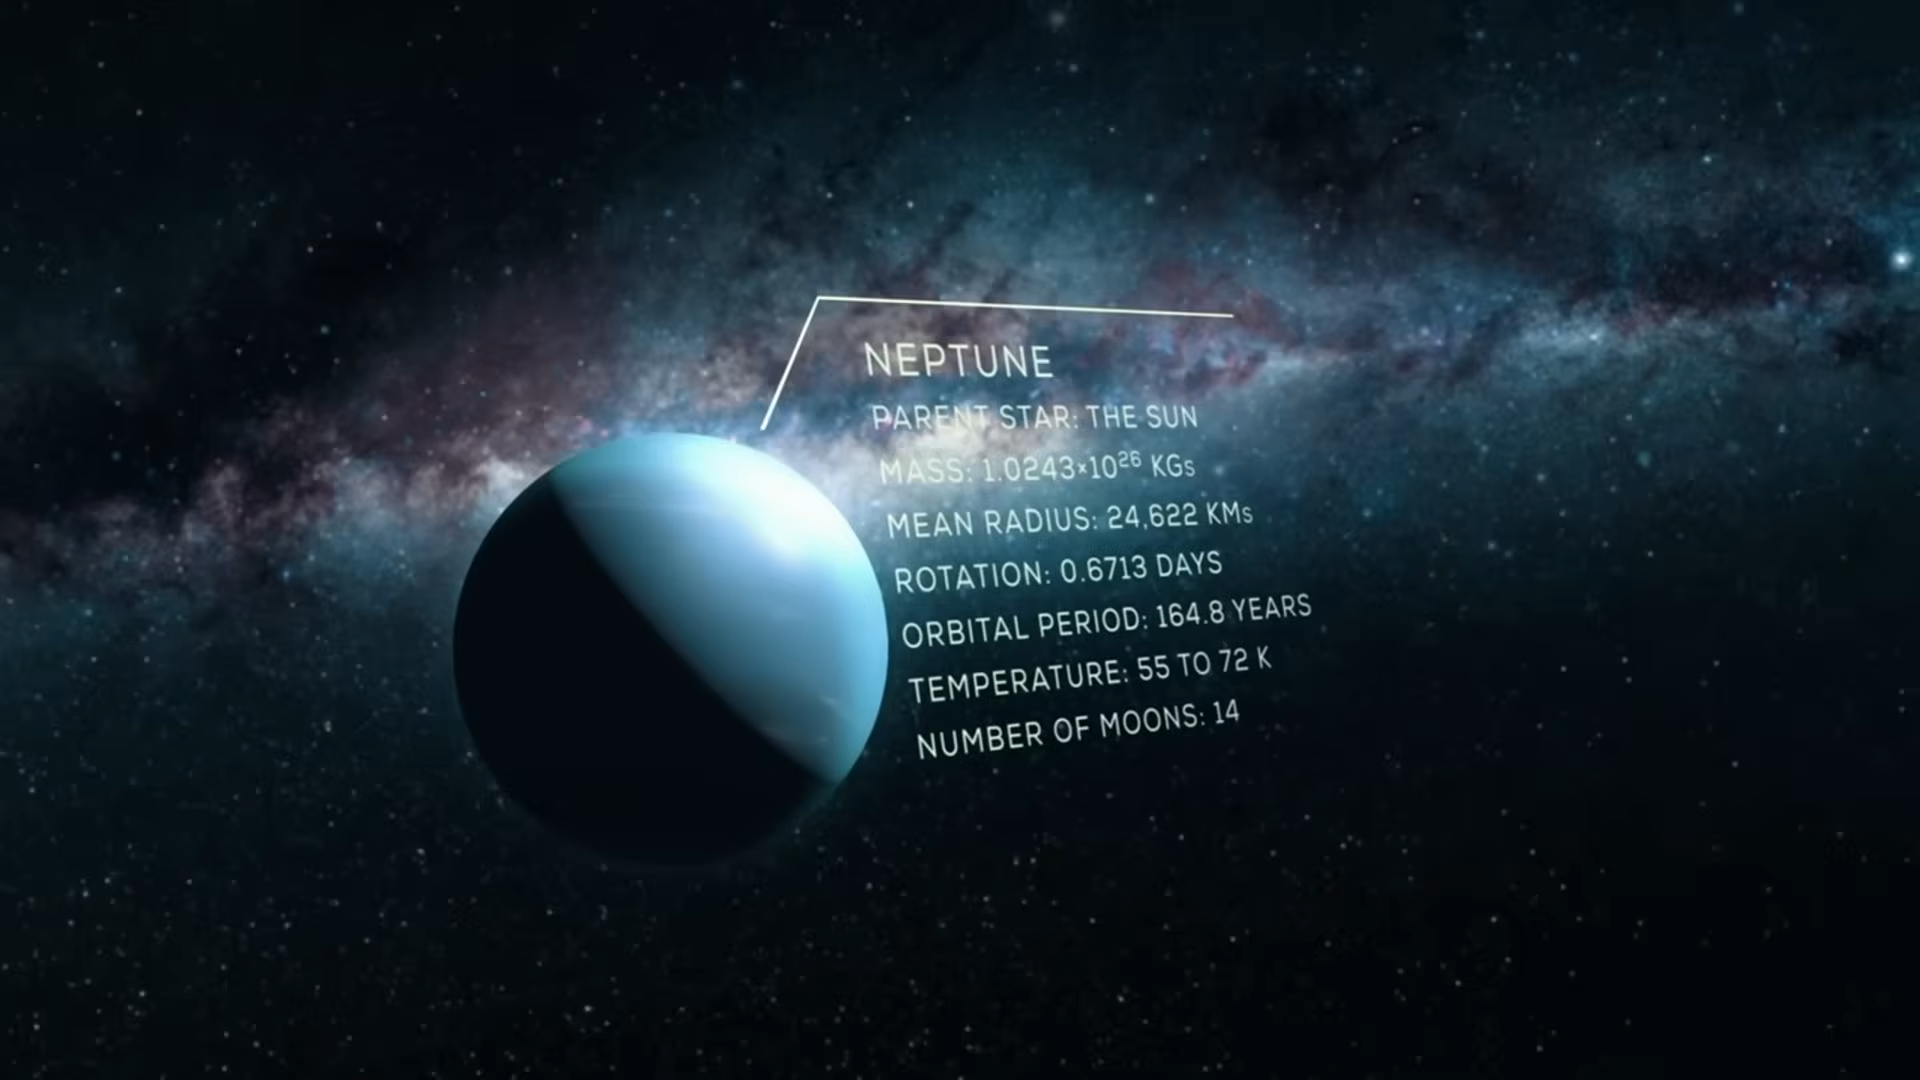 NEPTUNE
PARENT STAR: THE SUN
MASS: 1.0243×10²⁶ KGs
MEAN RADIUS: 24,622 KMs
ROTATION: 0.6713 DAYS
ORBITAL PERIOD: 164.8 YEARS
TEMPERATURE: 55 TO 72 K
NUMBER OF MOONS: 14